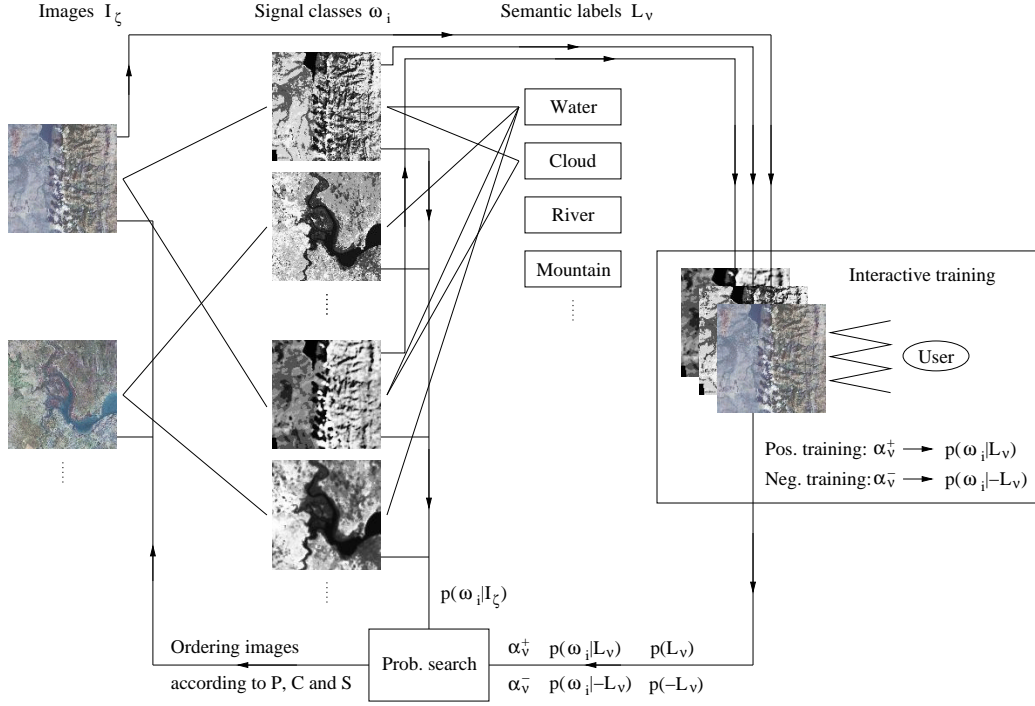 Images I_ζ
Signal classes ω_i
Semantic labels L_ν
Water
Cloud
River
Mountain
Interactive training
User
Pos. training: α_ν^+ → p(ω_i|L_ν)
Neg. training: α_ν^− → p(ω_i|−L_ν)
p(ω_i|I_ζ)
Ordering images
according to P, C and S
Prob. search
α_ν^+ p(ω_i|L_ν) p(L_ν)
α_ν^− p(ω_i|−L_ν) p(−L_ν)